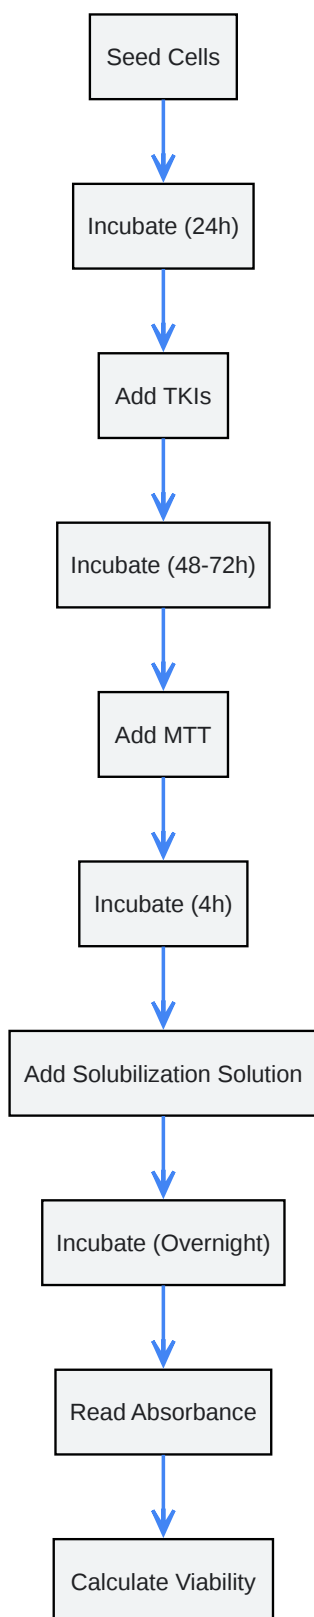 Seed Cells
Incubate (24h)
Add TKIs
Incubate (48-72h)
Add MTT
Incubate (4h)
Add Solubilization Solution
Incubate (Overnight)
Read Absorbance
Calculate Viability